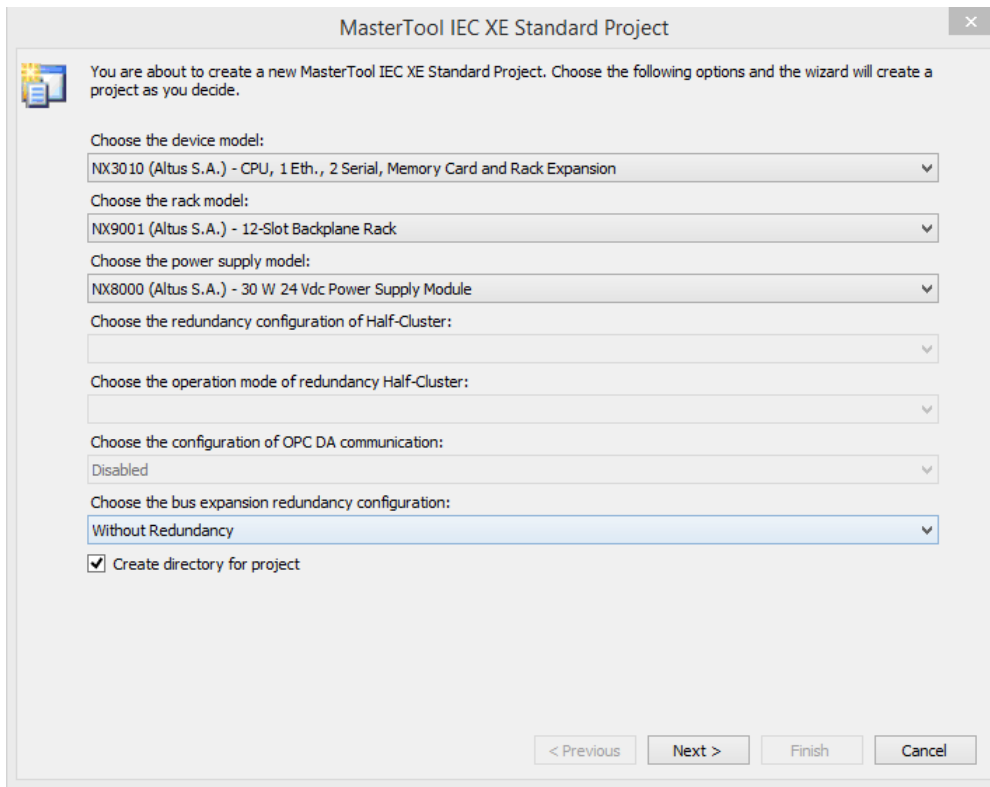 MasterTool IEC XE Standard Project
You are about to create a new MasterTool IEC XE Standard Project. Choose the following options and the wizard will create a
project as you decide.
Choose the device model:
NX3010 (Altus S.A.) - CPU, 1 Eth., 2 Serial, Memory Card and Rack Expansion
Choose the rack model:
NX9001 (Altus S.A.) - 12-Slot Backplane Rack
Choose the power supply model:
NX8000 (Altus S.A.) - 30 W 24 Vdc Power Supply Module
Choose the redundancy configuration of Half-Cluster:
Choose the operation mode of redundancy Half-Cluster:
Choose the configuration of OPC DA communication:
Disabled
Choose the bus expansion redundancy configuration:
Without Redundancy
Create directory for project
< Previous Next > Finish Cancel